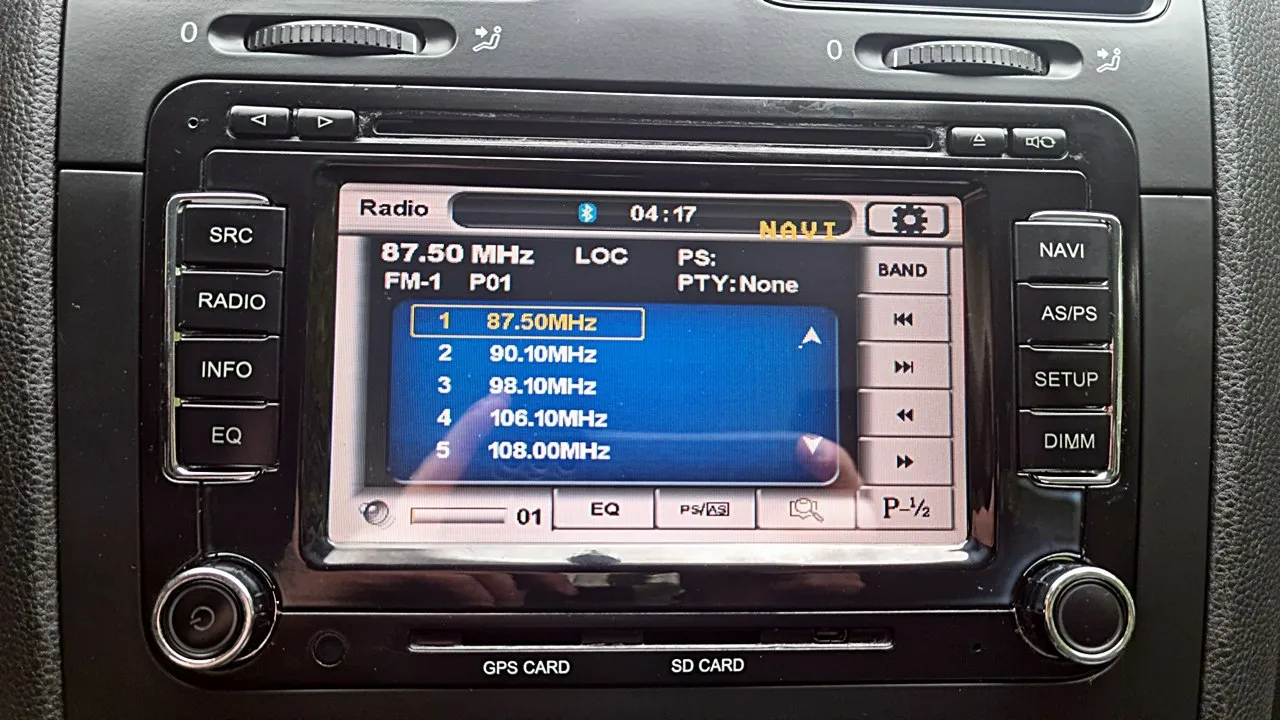 0
0
Radio
04:17
NAVI
87.50 MHz LOC PS:
FM-1 P01 PTY:None
1 87.50MHz
2 90.10MHz
3 98.10MHz
4 106.10MHz
5 108.00MHz
BAND
01
EQ
PS/AS
P-½
SRC
RADIO
INFO
EQ
NAVI
AS/PS
SETUP
DIMM
GPS CARD
SD CARD